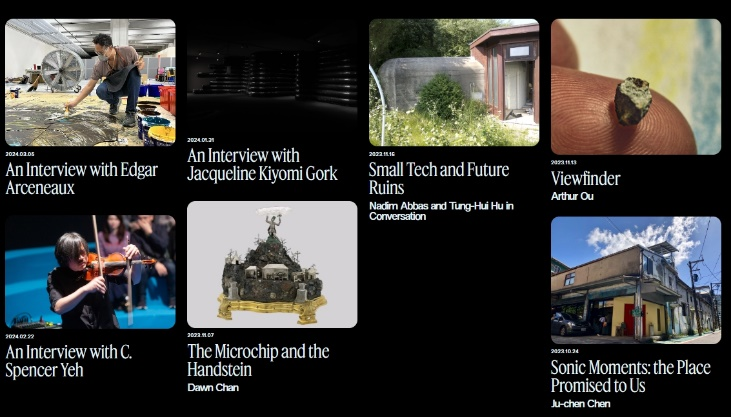 2024.03.05
An Interview with Edgar
Arceneaux
2024.02.22
An Interview with C.
Spencer Yeh
2024.01.21
An Interview with
Jacqueline Kiyomi Gork
2023.11.07
The Microchip and the
Handstein
Dawn Chan
2023.11.16
Small Tech and Future
Ruins
Nadim Abbas and Tung-Hui Hu in
Conversation
2023.11.13
Viewfinder
Arthur Ou
2023.10.24
Sonic Moments: the Place
Promised to Us
Ju-chen Chen